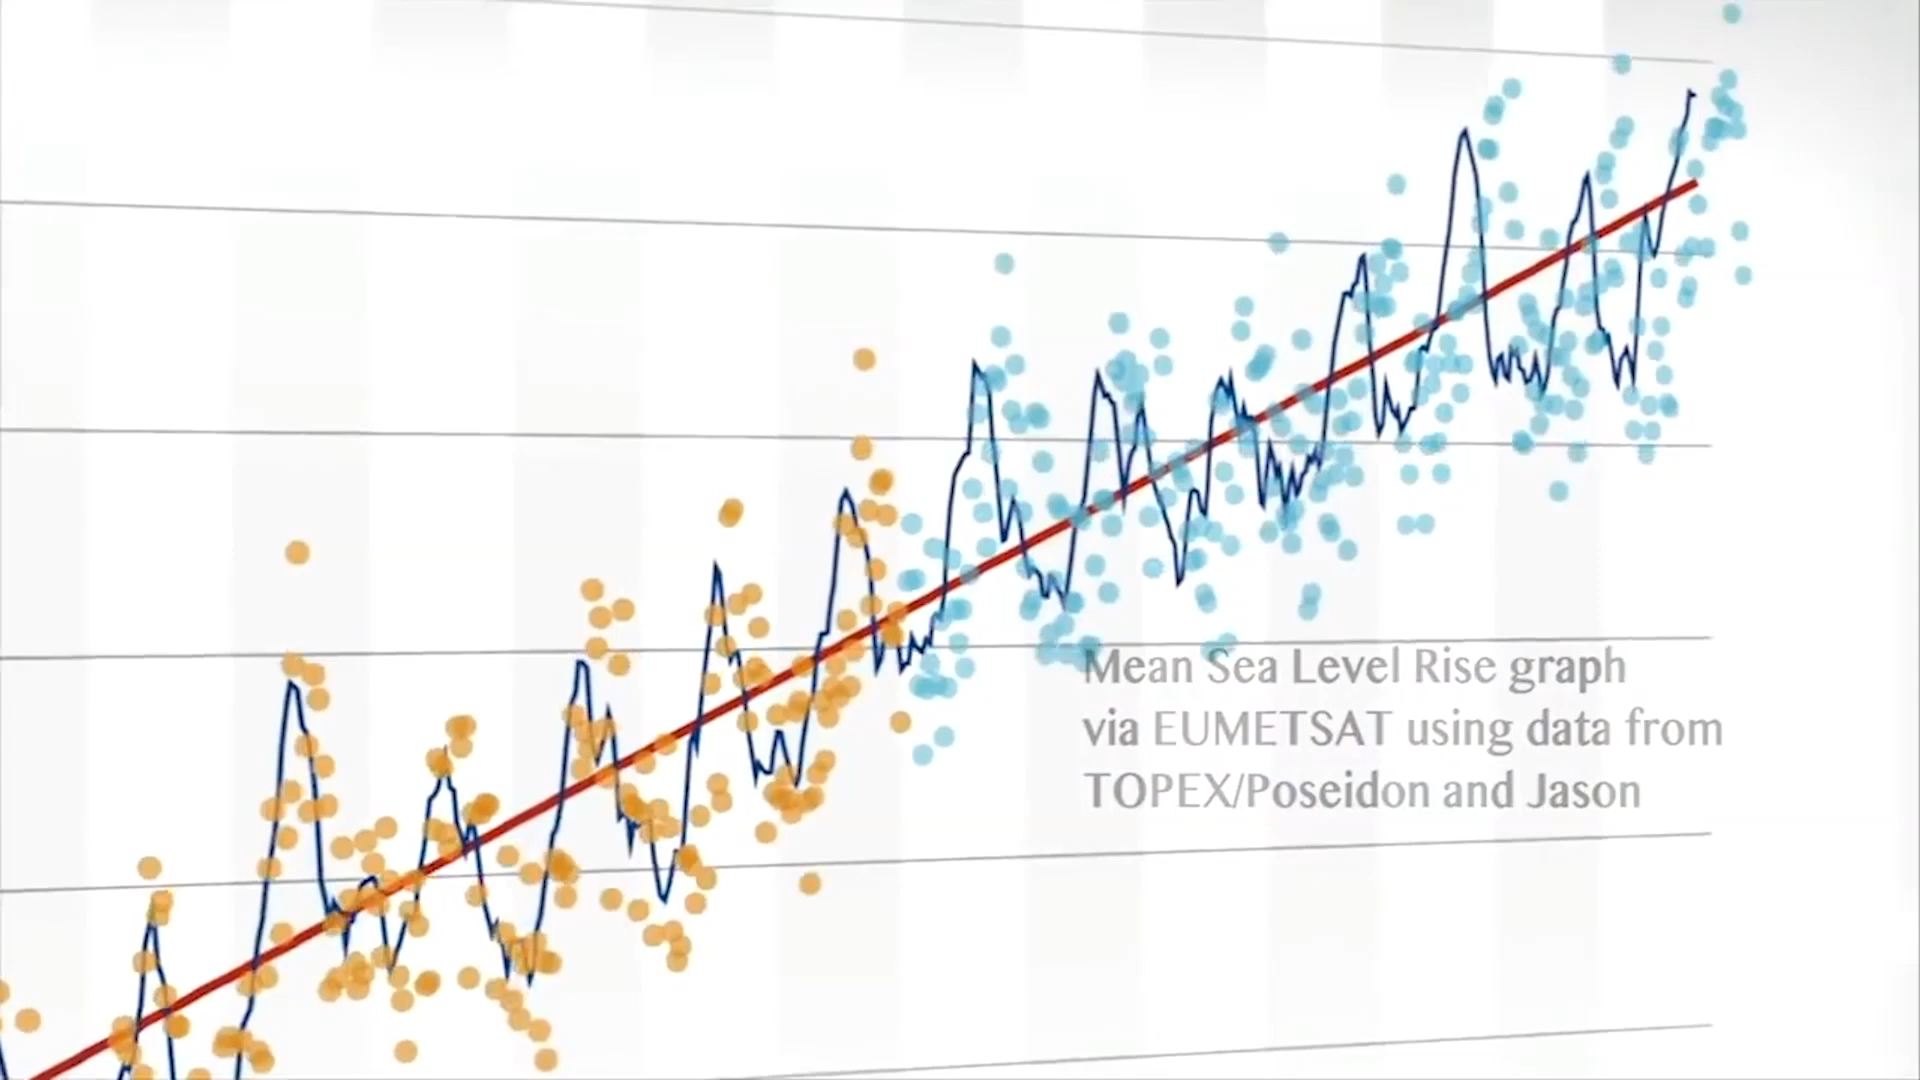 Mean Sea Level Rise graph
via EUMETSAT using data from
TOPEX/Poseidon and Jason